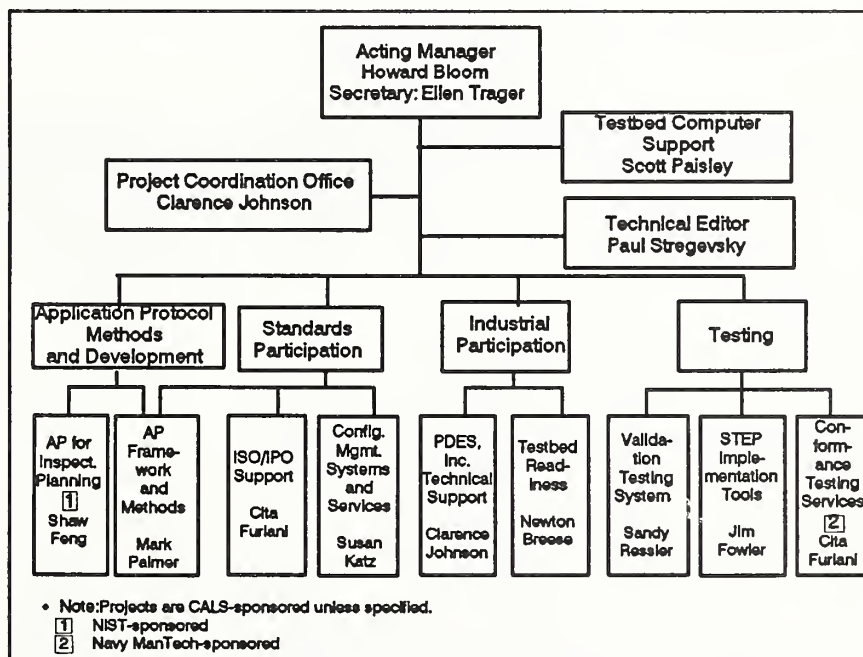 Acting Manager
Howard Bloom
Secretary: Ellen Trager
Testbed Computer
Support
Scott Paisley
Project Coordination Office
Clarence Johnson
Technical Editor
Paul Stregevsky
Application Protocol
Methods
and Development
Standards
Participation
Industrial
Participation
Testing
AP for
Inspect.
Planning
1
Shaw
Feng
AP
Frame-
work
and
Methods
Mark
Palmer
ISO/IPO
Support
Cita
Furlani
Config.
Mgmt.
Systems
and
Services
Susan
Katz
PDES,
Inc.
Technical
Support
Clarence
Johnson
Testbed
Read-
iness
Newton
Breese
Valida-
tion
Testing
System
Sandy
Ressler
STEP
Imple-
mentation
Tools
Jim
Fowler
Con-
form-
ance
Testing
Services
2
Cita
Furlani
• Note:Projects are CALS-sponsored unless specified.
1 NIST-sponsored
2 Navy ManTech-sponsored